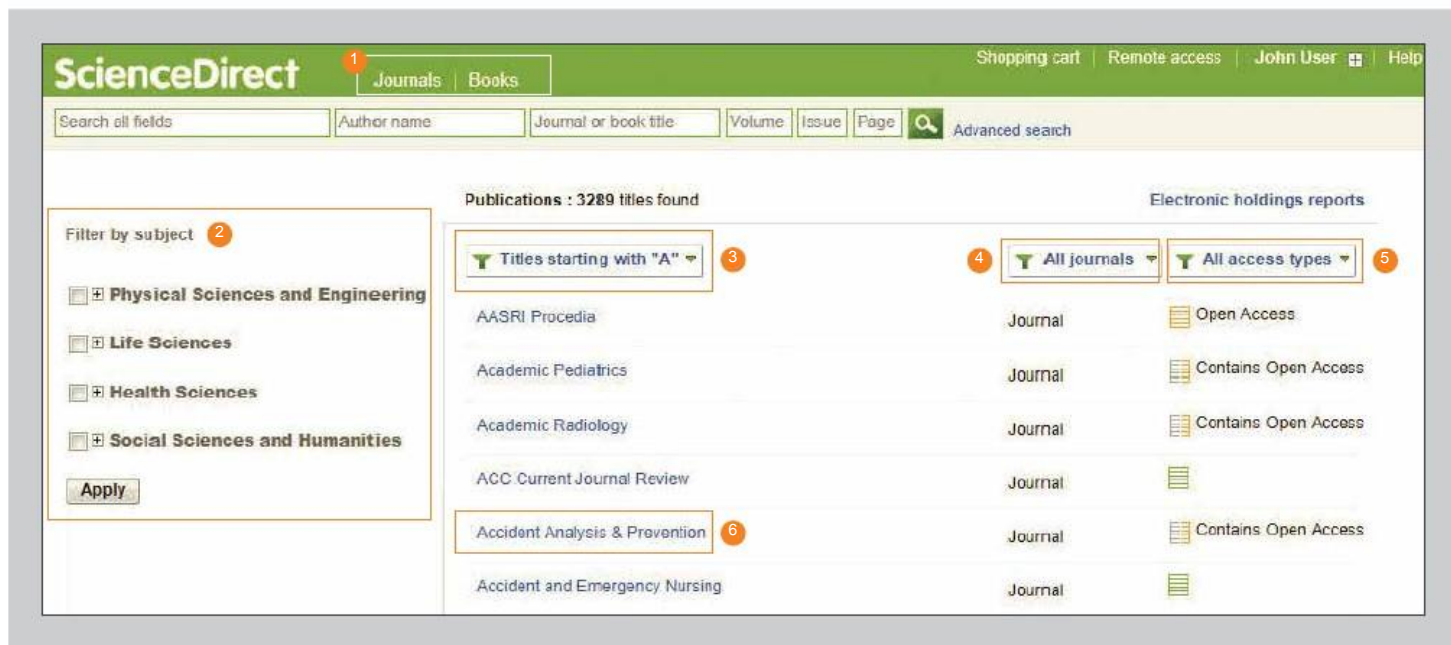 ScienceDirect
1
Journals | Books
Shopping cart | Remote access | John User | Help
Search all fields
Author name
Journal or book title
Volume
Issue
Page
Advanced search
Publications : 3289 titles found
Electronic holdings reports
Filter by subject 2
Physical Sciences and Engineering
Life Sciences
Health Sciences
Social Sciences and Humanities
Apply
Titles starting with "A" 3
4 All journals
All access types 5
AASRI Procedia Journal Open Access
Academic Pediatrics Journal Contains Open Access
Academic Radiology Journal Contains Open Access
ACC Current Journal Review Journal
Accident Analysis & Prevention 6 Journal Contains Open Access
Accident and Emergency Nursing Journal